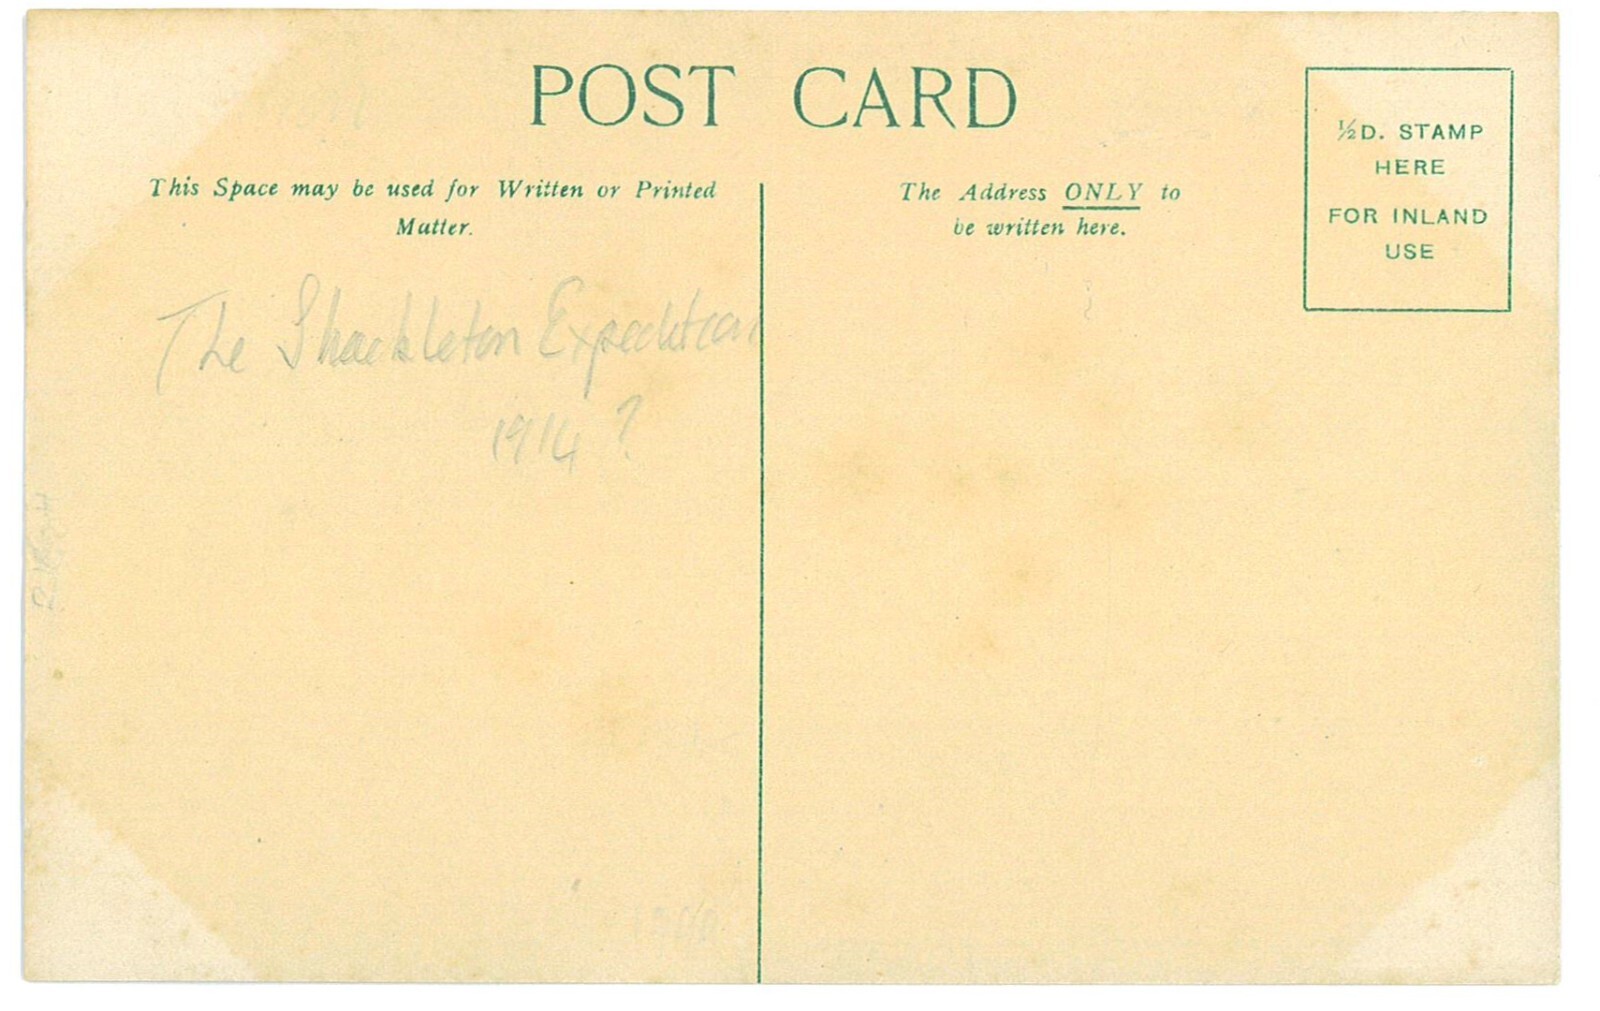 POST CARD
This Space may be used for Written or Printed
Matter.
The Address ONLY to
be written here.
½D. STAMP
HERE
FOR INLAND
USE
The Shackleton Expedition
1914 ?